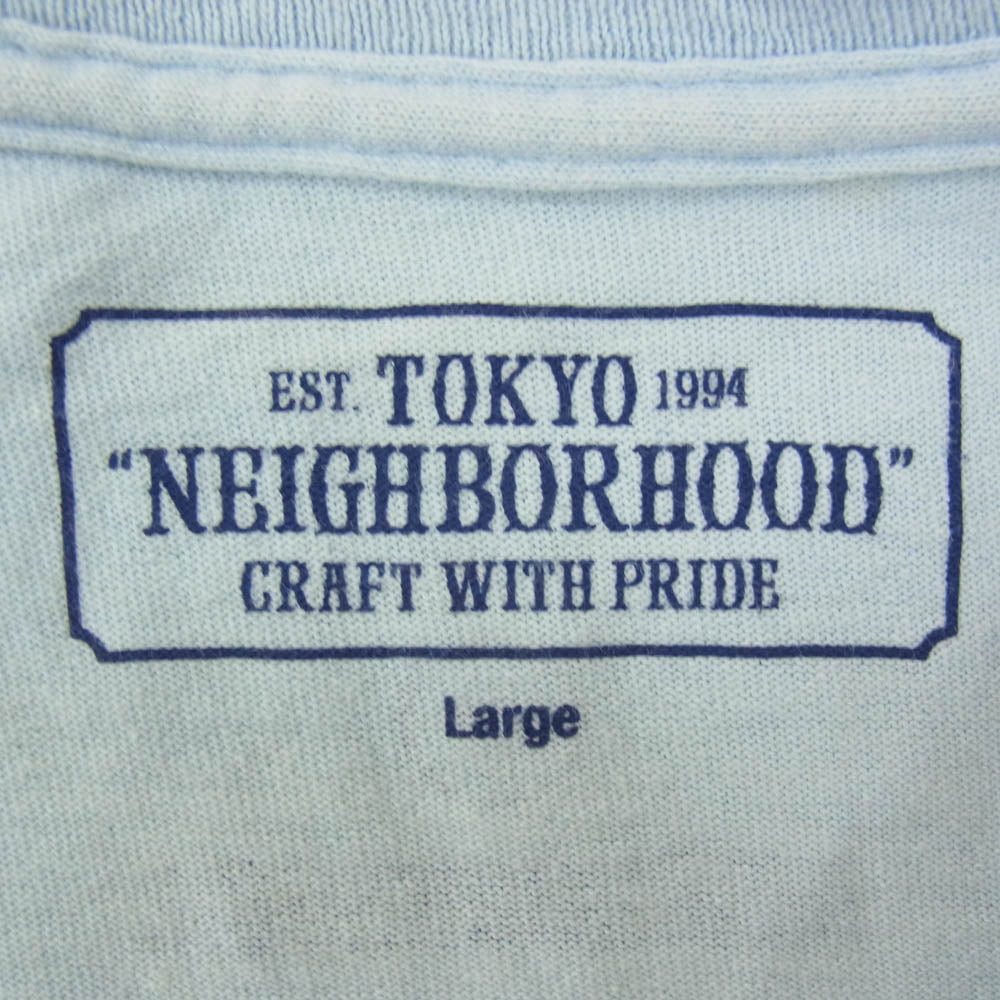 EST. TOKYO 1994
"NEIGHBORHOOD"
CRAFT WITH PRIDE
Large